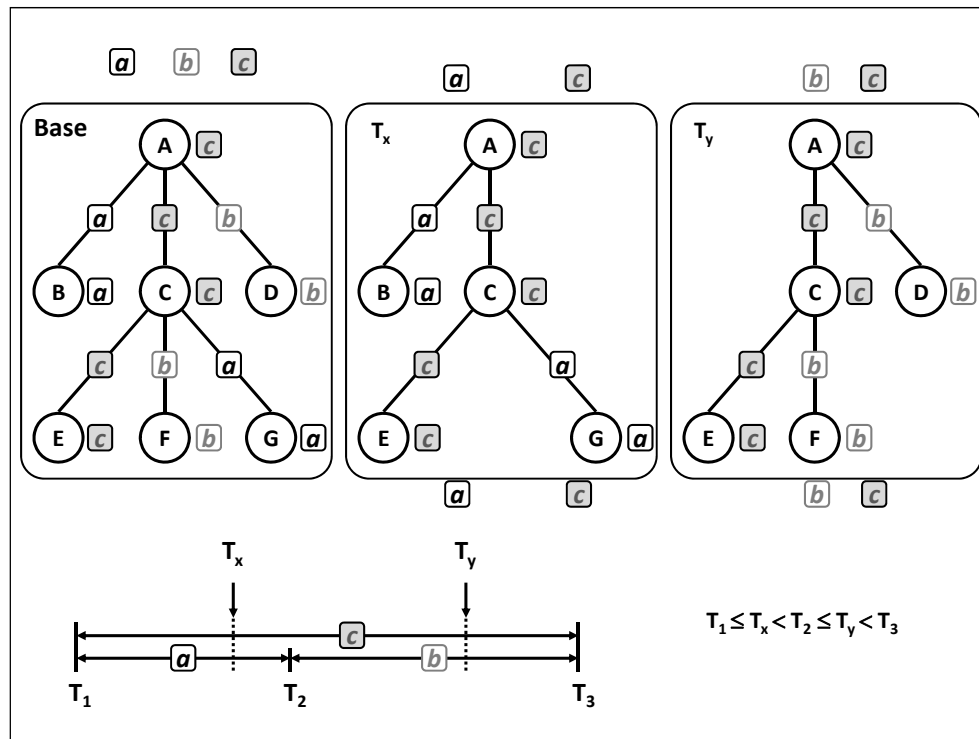 a b c
a c
b c
Base
A c
a c b
B a C c D b
c b a
E c F b G a
Tx
A c
a c
B a C c
c a
E c G a
a c
Ty
A c
c b
C c D b
c b
E c F b
b c
Tx Ty
c
a b
T1 T2 T3
T1 ≤ Tx < T2 ≤ Ty < T3